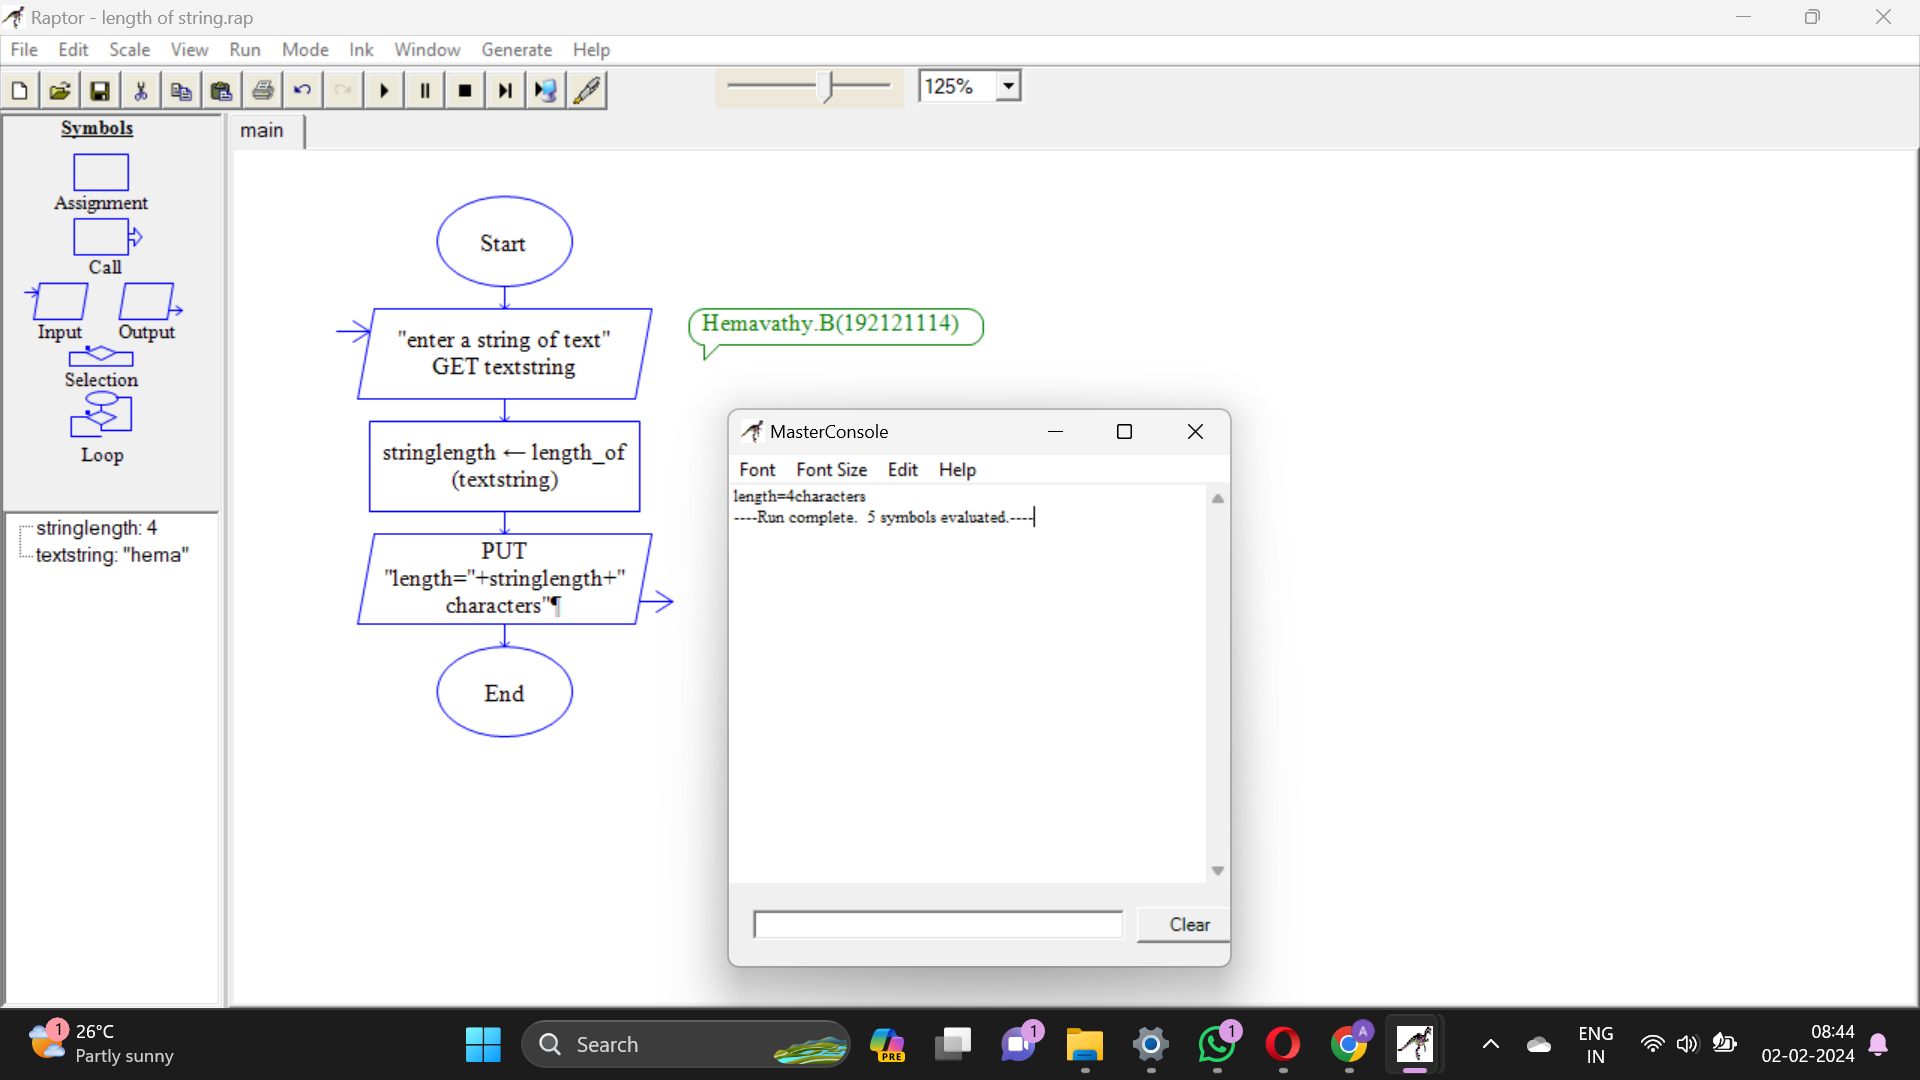 Raptor - length of string.rap
File Edit Scale View Run Mode Ink Window Generate Help
125%
Symbols
Assignment
Call
Input Output
Selection
Loop
stringlength: 4
textstring: "hema"
main
Start
"enter a string of text"
GET textstring
Hemavathy.B(192121114)
stringlength ← length_of
(textstring)
PUT
"length="+stringlength+"
characters"¶
End
MasterConsole
Font Font Size Edit Help
length=4characters
----Run complete.  5 symbols evaluated.----
Clear
1
26°C
Partly sunny
Search
PRE
1
1
A
ENG
IN
08:44
02-02-2024